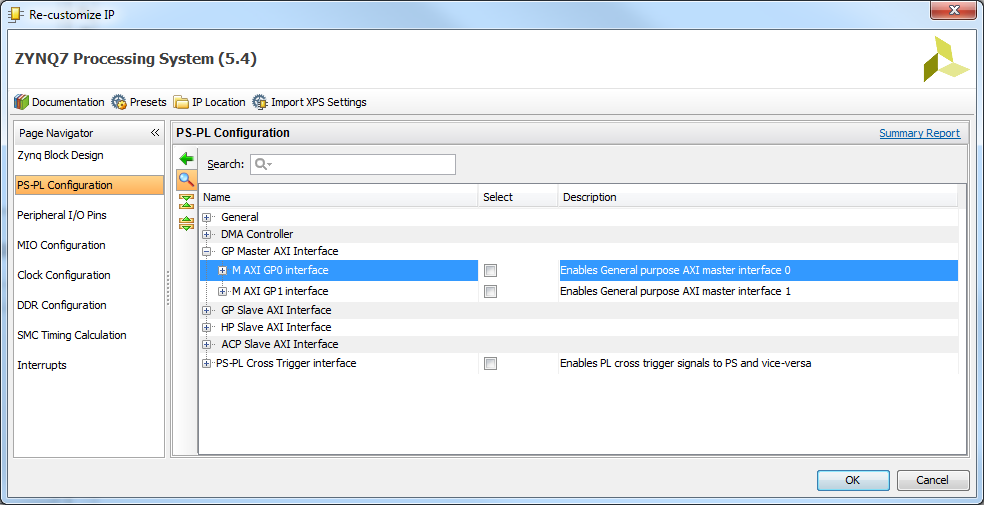 Re-customize IP
ZYNQ7 Processing System (5.4)
Documentation Presets IP Location Import XPS Settings
Page Navigator
Zynq Block Design
PS-PL Configuration
Peripheral I/O Pins
MIO Configuration
Clock Configuration
DDR Configuration
SMC Timing Calculation
Interrupts
PS-PL Configuration Summary Report
Search:
Name Select Description
General
DMA Controller
GP Master AXI Interface
M AXI GP0 interface Enables General purpose AXI master interface 0
M AXI GP1 interface Enables General purpose AXI master interface 1
GP Slave AXI Interface
HP Slave AXI Interface
ACP Slave AXI Interface
PS-PL Cross Trigger interface Enables PL cross trigger signals to PS and vice-versa
OK Cancel